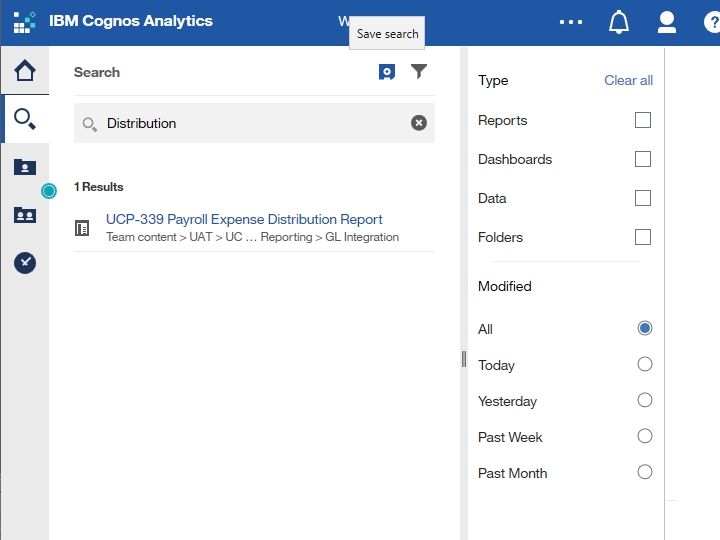 IBM Cognos Analytics
W
Save search
?
Search
Distribution
1 Results
UCP-339 Payroll Expense Distribution Report
Team content > UAT > UC ... Reporting > GL Integration
Type
Clear all
Reports
Dashboards
Data
Folders
Modified
All
Today
Yesterday
Past Week
Past Month